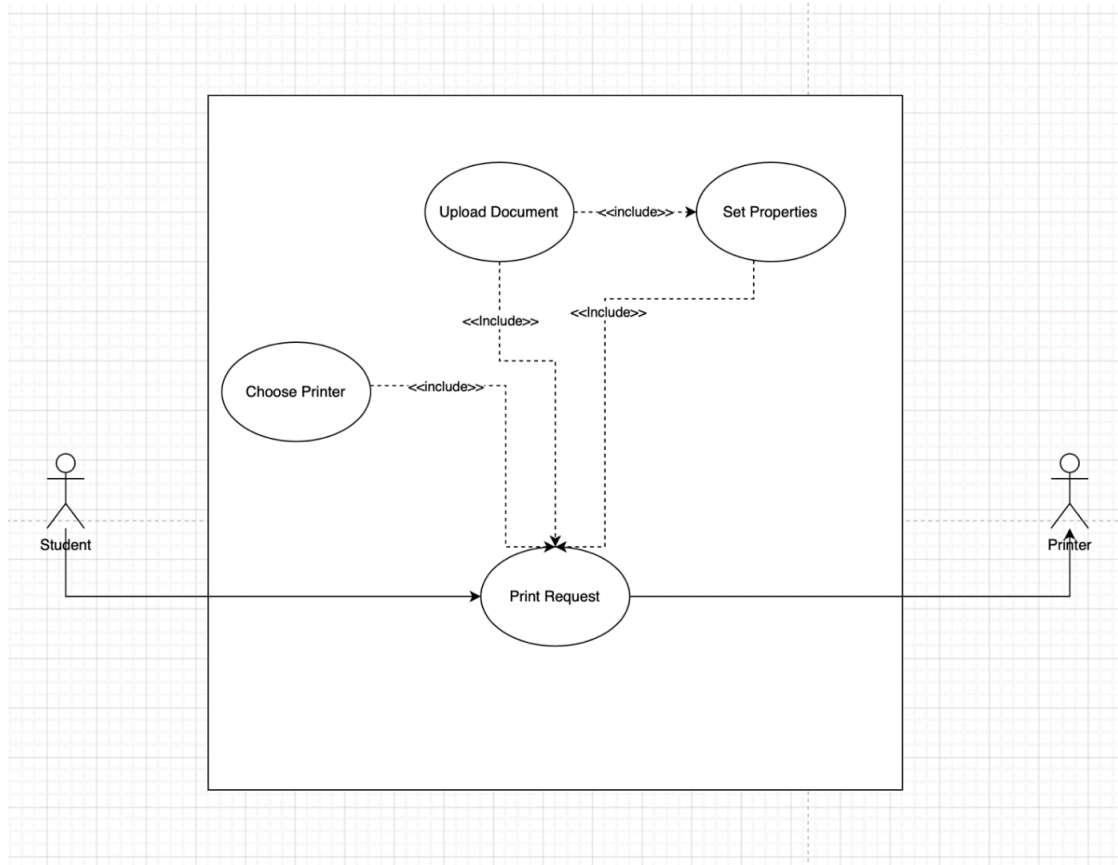 Upload Document
<<include>>
Set Properties
<<Include>>
<<Include>>
Choose Printer
<<include>>
Student
Printer
Print Request